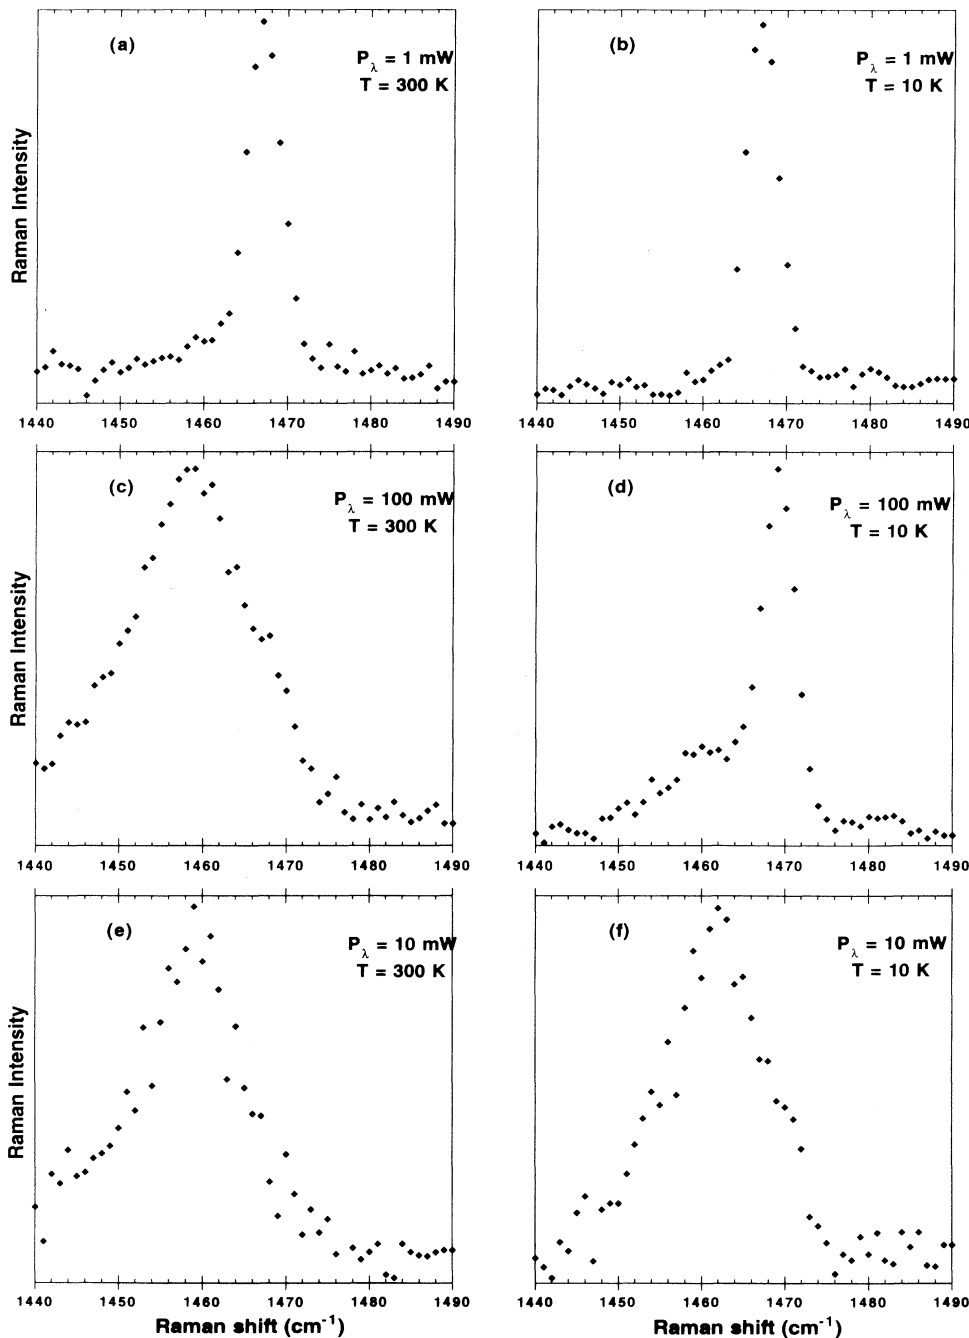 (a)
P_λ = 1 mW
T = 300 K
Raman Intensity
1440 1450 1460 1470 1480 1490
(b)
P_λ = 1 mW
T = 10 K
1440 1450 1460 1470 1480 1490
(c)
P_λ = 100 mW
T = 300 K
Raman Intensity
1440 1450 1460 1470 1480 1490
(d)
P_λ = 100 mW
T = 10 K
1440 1450 1460 1470 1480 1490
(e)
P_λ = 10 mW
T = 300 K
Raman Intensity
1440 1450 1460 1470 1480 1490
Raman shift (cm⁻¹)
(f)
P_λ = 10 mW
T = 10 K
1440 1450 1460 1470 1480 1490
Raman shift (cm⁻¹)